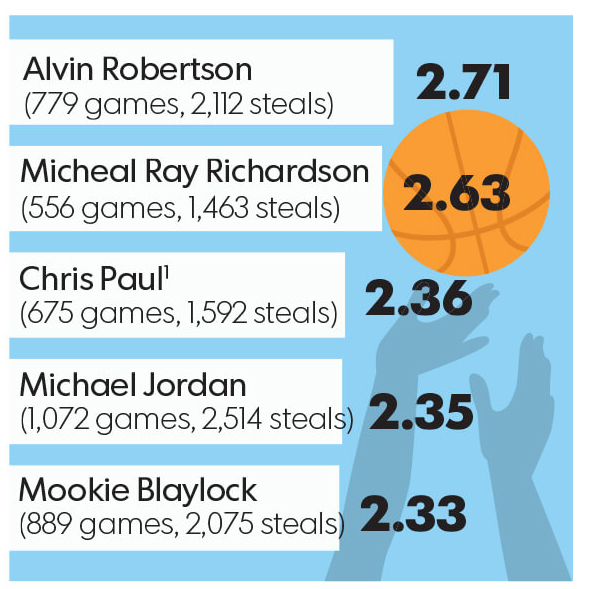 Alvin Robertson
(779 games, 2,112 steals)
2.71
Micheal Ray Richardson
(556 games, 1,463 steals)
2.63
Chris Paul¹
(675 games, 1,592 steals)
2.36
Michael Jordan
(1,072 games, 2,514 steals)
2.35
Mookie Blaylock
(889 games, 2,075 steals)
2.33